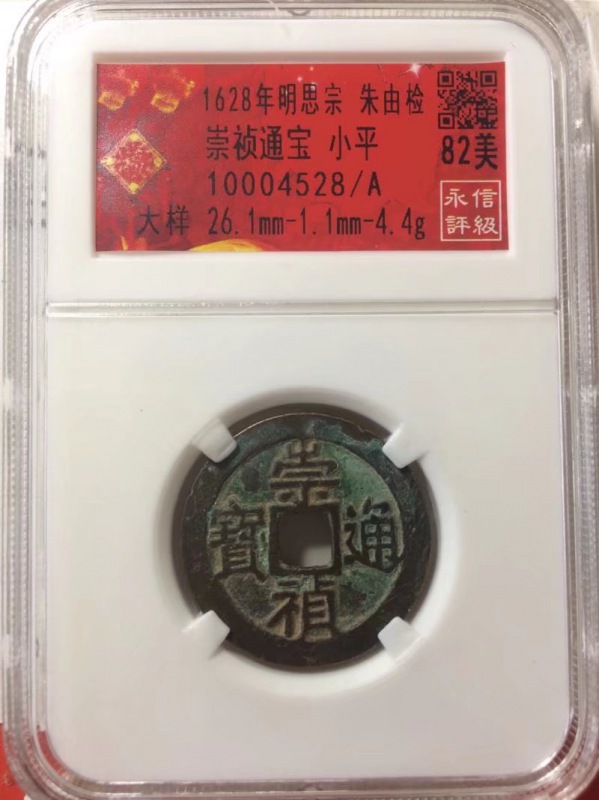 1628年明思宗 朱由检
崇祯通宝 小平
82美
10004528/A
大样 26.1mm-1.1mm-4.4g
永信
評級
崇禎通寶